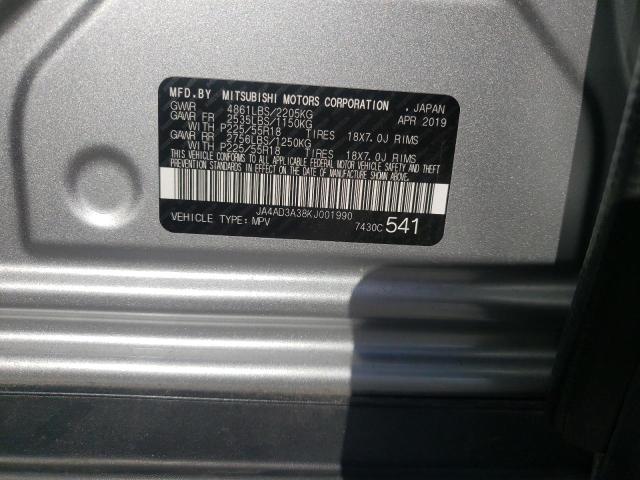 MFD.BY MITSUBISHI MOTORS CORPORATION , JAPAN
GVWR 4861LBS/2205KG APR 2019
GAWR FR 2535LBS/1150KG
WITH P225/55R18 TIRES 18X7.0J RIMS
GAWR RR 2756LBS/1250KG
WITH P225/55R18 TIRES 18X7.0J RIMS
THIS VEHICLE CONFORMS TO ALL APPLICABLE FEDERAL MOTOR VEHICLE SAFETY AND THEFT
PREVENTION STANDARDS IN EFFECT ON THE DATE OF MANUFACTURE SHOWN ABOVE.
JA4AD3A38KJ001990
VEHICLE TYPE: MPV 7430C 541